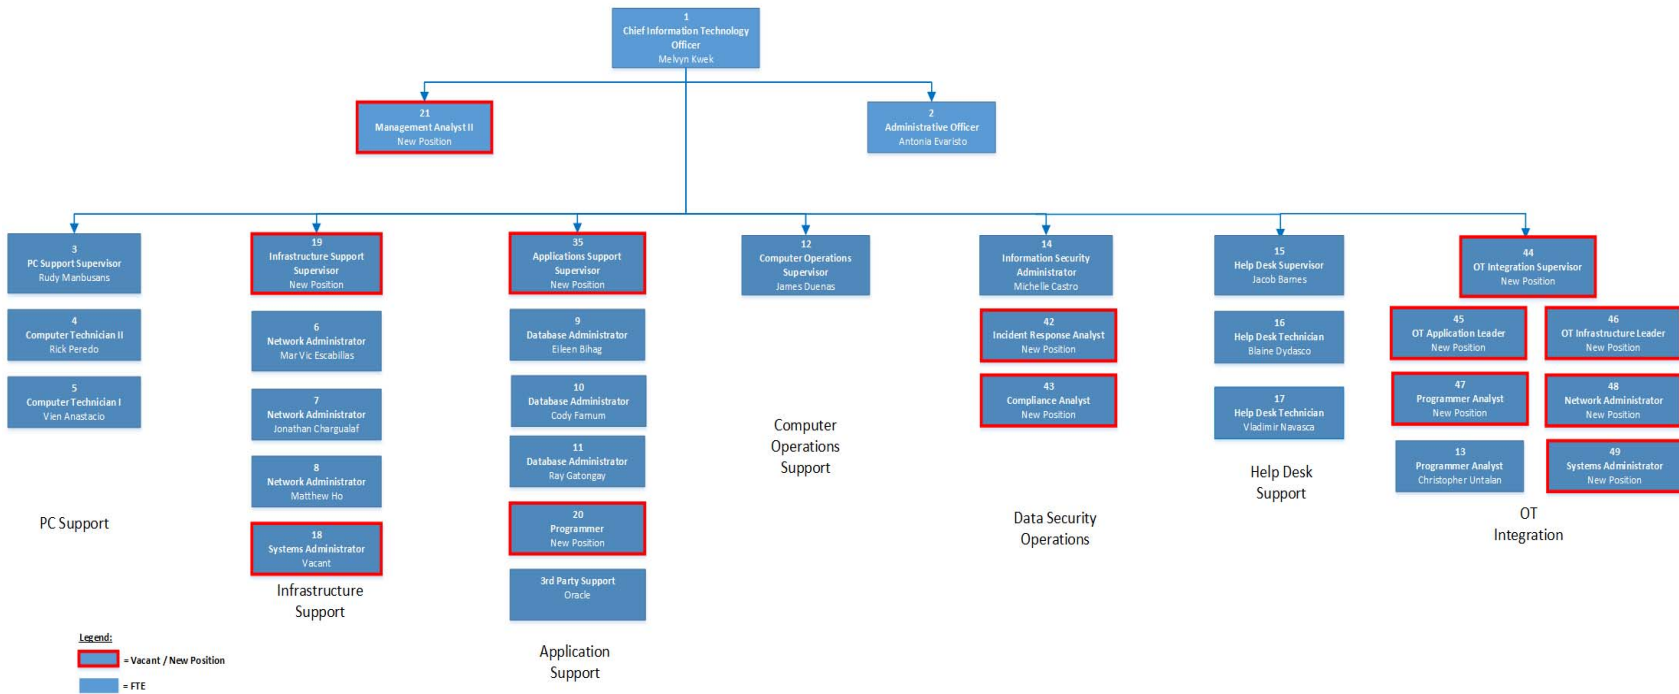 1
Chief Information Technology
Officer
Melvyn Kwek
21
Management Analyst II
New Position
2
Administrative Officer
Antonia Evaristo
3
PC Support Supervisor
Rudy Manbusans
4
Computer Technician II
Rick Peredo
5
Computer Technician I
Vien Anastacio
PC Support
19
Infrastructure Support
Supervisor
New Position
6
Network Administrator
Mar Vic Escabillas
7
Network Administrator
Jonathan Chargualaf
8
Network Administrator
Matthew Ho
18
Systems Administrator
Vacant
Infrastructure
Support
35
Applications Support
Supervisor
New Position
9
Database Administrator
Eileen Bihag
10
Database Administrator
Cody Farnum
11
Database Administrator
Ray Gatongay
20
Programmer
New Position
3rd Party Support
Oracle
Application
Support
12
Computer Operations
Supervisor
James Duenas
Computer
Operations
Support
14
Information Security
Administrator
Michelle Castro
42
Incident Response Analyst
New Position
43
Compliance Analyst
New Position
Data Security
Operations
15
Help Desk Supervisor
Jacob Barnes
16
Help Desk Technician
Blaine Dydasco
17
Help Desk Technician
Vladimir Navasca
Help Desk
Support
44
OT Integration Supervisor
New Position
45
OT Application Leader
New Position
46
OT Infrastructure Leader
New Position
47
Programmer Analyst
New Position
48
Network Administrator
New Position
13
Programmer Analyst
Christopher Untalan
49
Systems Administrator
New Position
OT
Integration
Legend:
= Vacant / New Position
= FTE